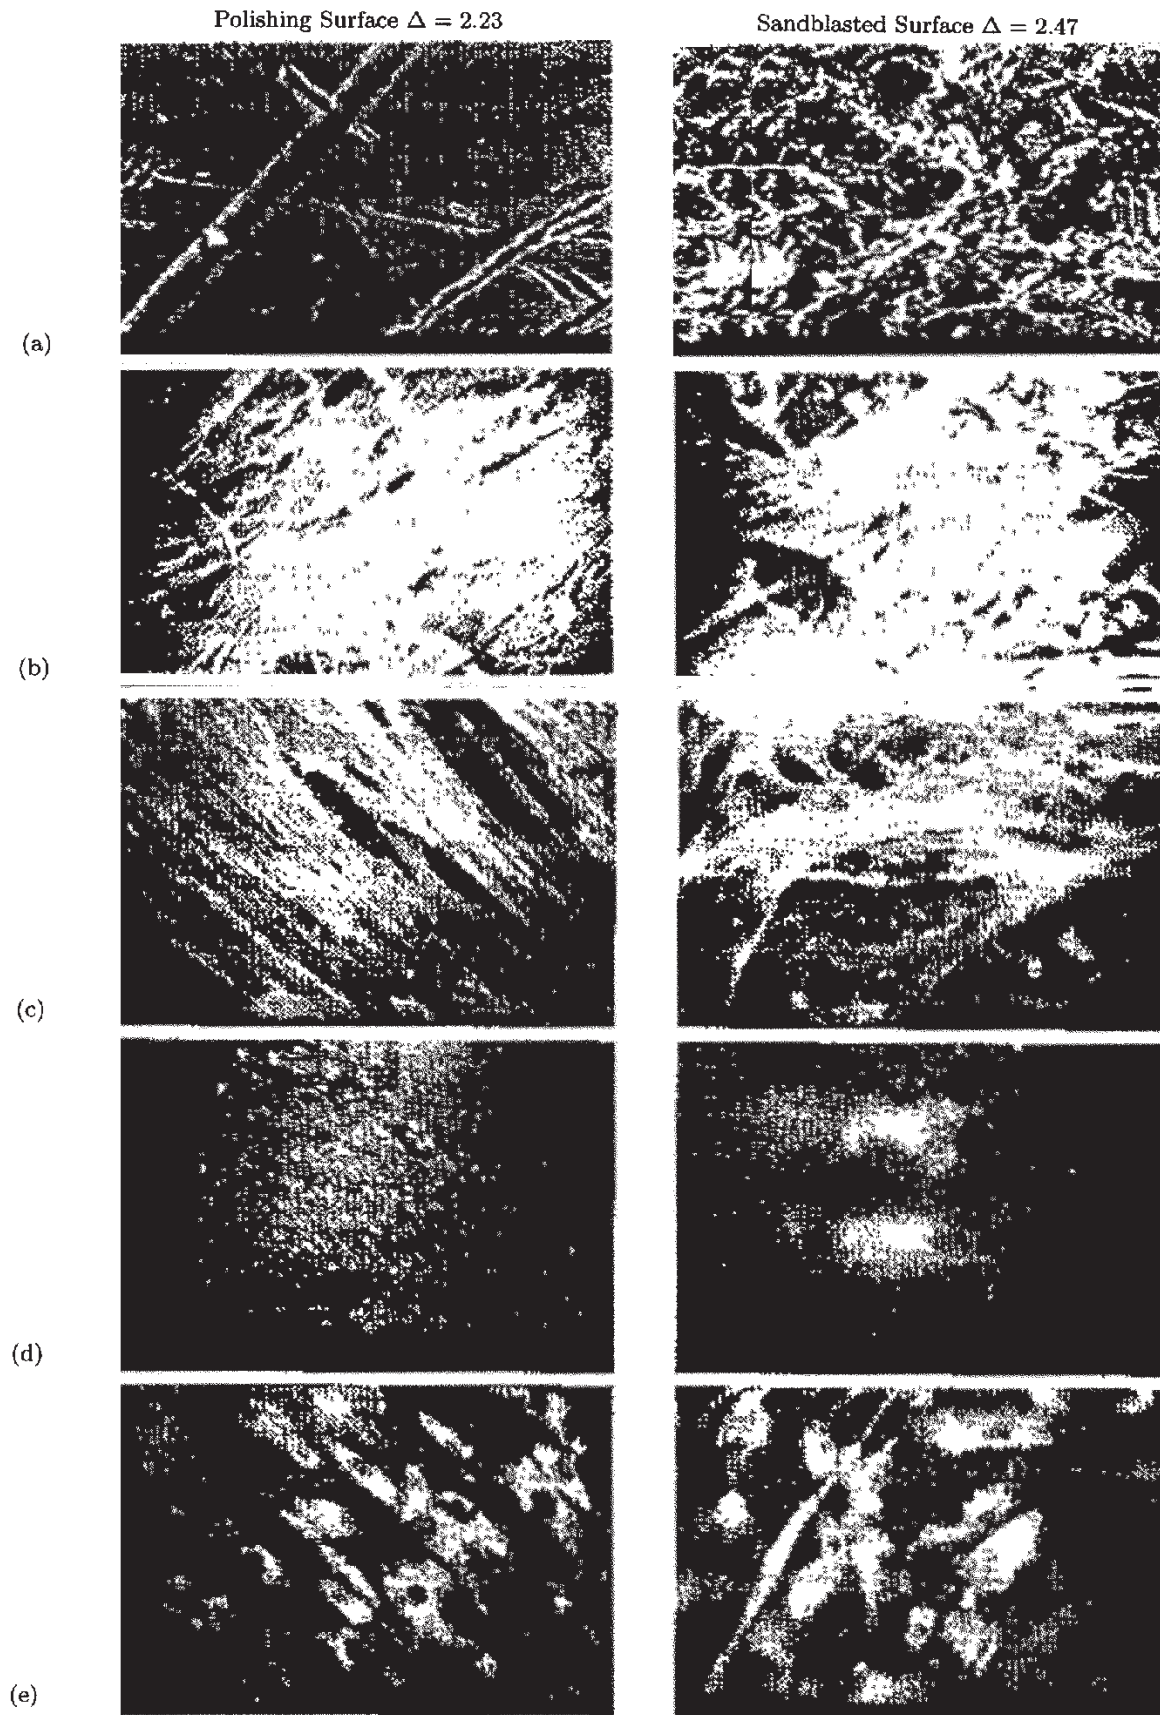 Polishing Surface Δ = 2.23
Sandblasted Surface Δ = 2.47
(a)
(b)
(c)
(d)
(e)